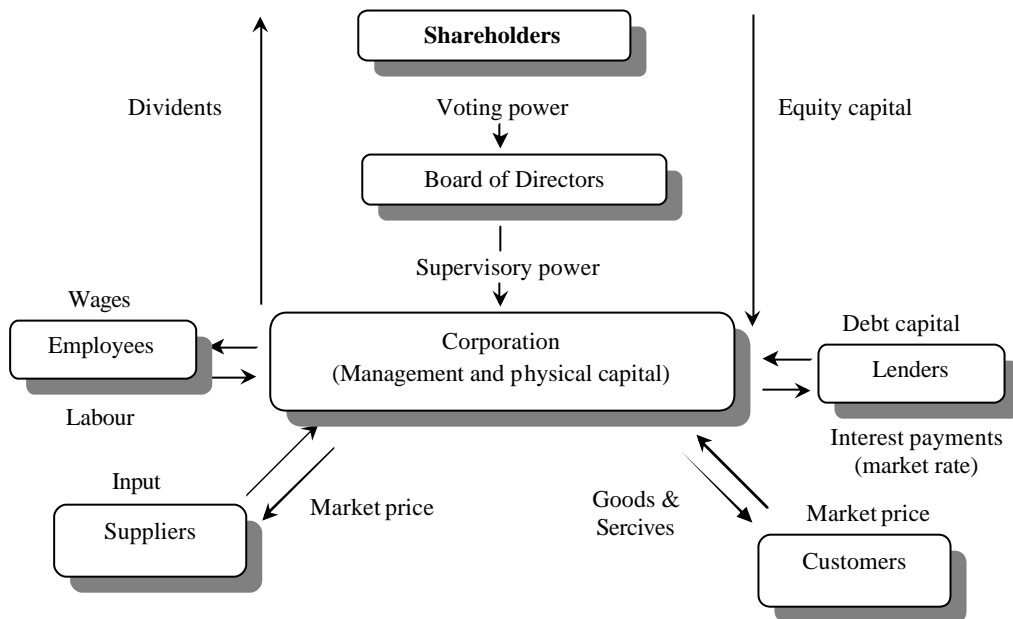 Shareholders
Dividents
Voting power
Equity capital
Board of Directors
Supervisory power
Wages
Employees
Labour
Corporation
(Management and physical capital)
Debt capital
Lenders
Interest payments
(market rate)
Input
Suppliers
Market price
Goods &
Sercives
Market price
Customers